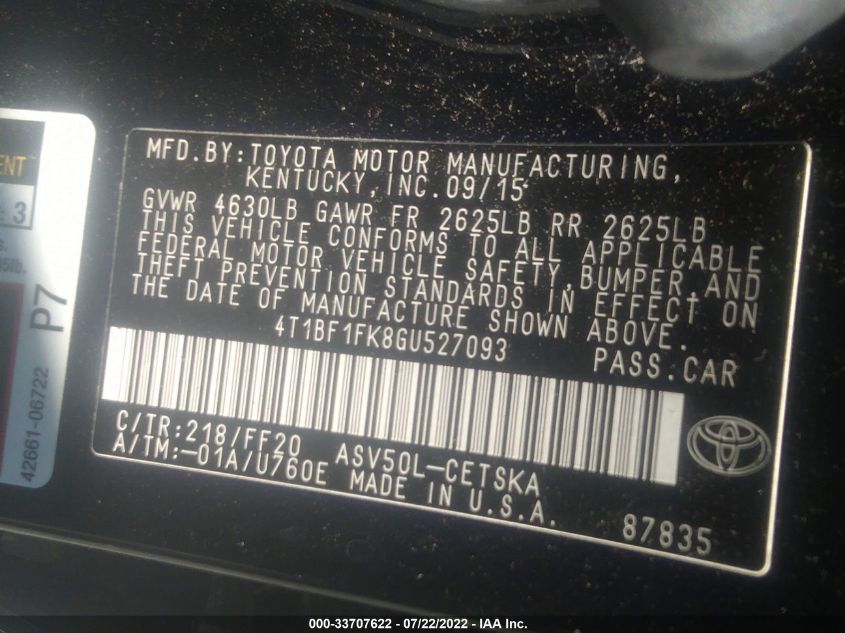 MFD.BY:TOYOTA MOTOR MANUFACTURING,
KENTUCKY,INC.09/15
GVWR 4630LB GAWR FR 2625LB RR 2625LB
THIS VEHICLE CONFORMS TO ALL APPLICABLE
FEDERAL MOTOR VEHICLE SAFETY,BUMPER AND
THEFT PREVENTION STANDARDS IN EFFECT ON
THE DATE OF MANUFACTURE SHOWN ABOVE.
4T1BF1FK8GU527093
PASS.CAR
C/TR:218/FF20
A/TM:-01A/U760E
ASV50L-CETSKA
MADE IN U.S.A.
87835
: 3
P7
42661-06722
000-33707622 - 07/22/2022 - IAA Inc.